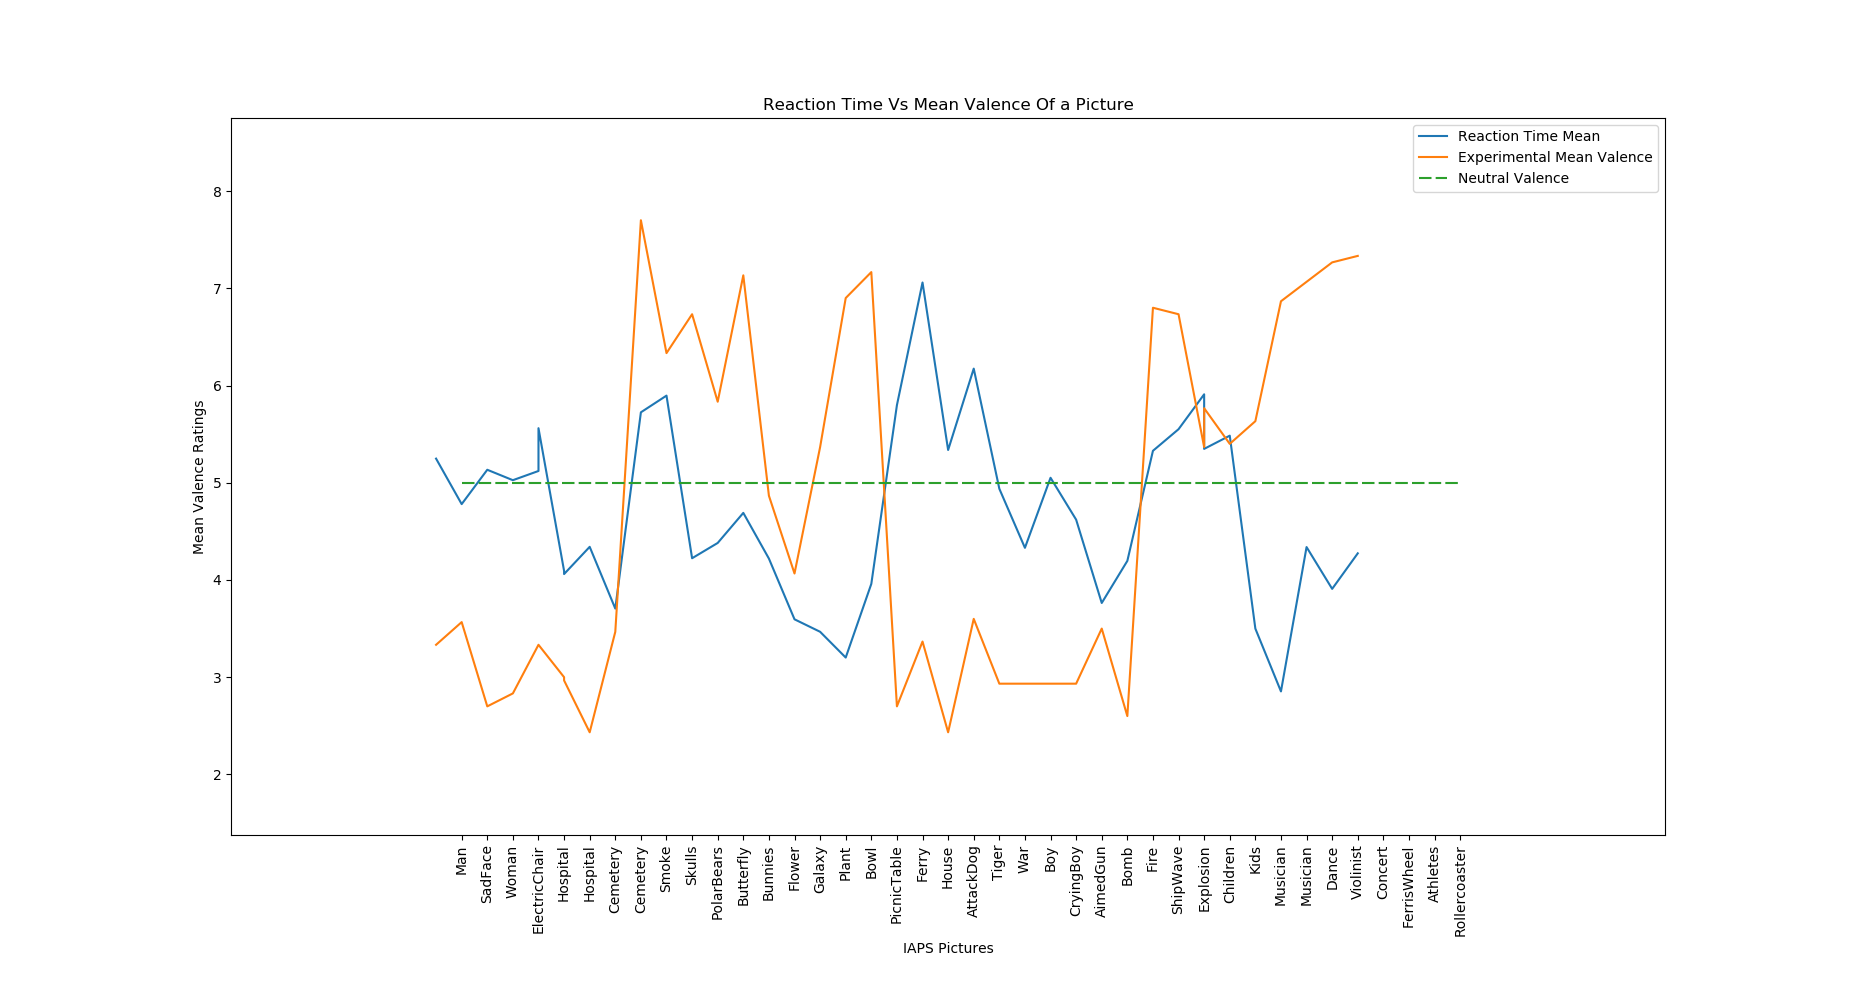 Reaction Time Vs Mean Valence Of a Picture
Reaction Time Mean
Experimental Mean Valence
Neutral Valence
8
7
6
5
4
3
2
Mean Valence Ratings
Man
SadFace
Woman
ElectricChair
Hospital
Hospital
Cemetery
Cemetery
Smoke
Skulls
PolarBears
Butterfly
Bunnies
Flower
Galaxy
Plant
Bowl
PicnicTable
Ferry
House
AttackDog
Tiger
War
Boy
CryingBoy
AimedGun
Bomb
Fire
ShipWave
Explosion
Children
Kids
Musician
Musician
Dance
Violinist
Concert
FerrisWheel
Athletes
Rollercoaster
IAPS Pictures